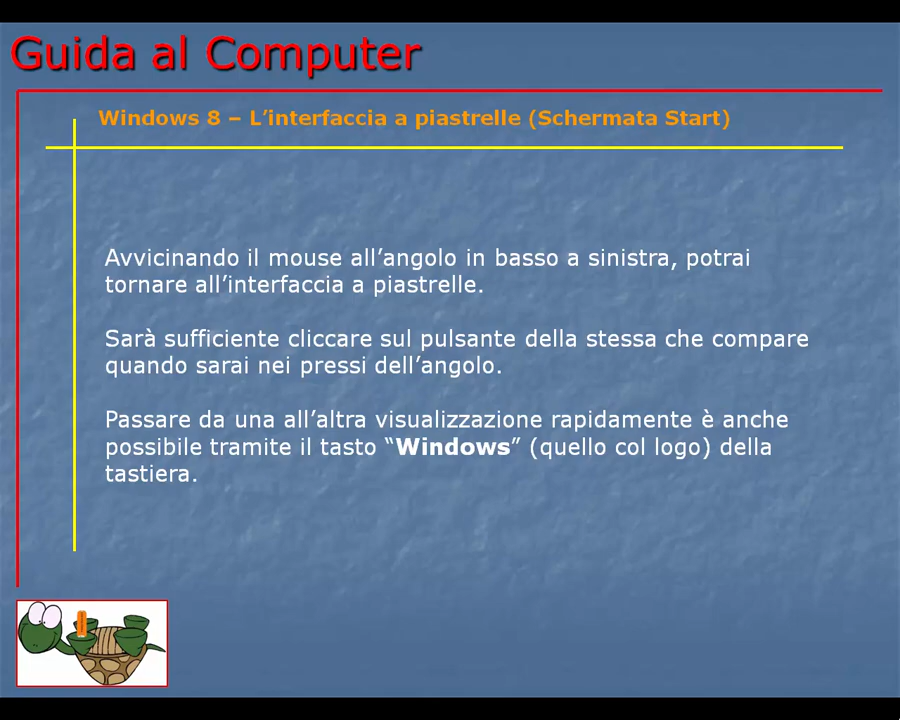 Guida al Computer
Windows 8 – L’interfaccia a piastrelle (Schermata Start)
Avvicinando il mouse all’angolo in basso a sinistra, potrai
tornare all’interfaccia a piastrelle.
Sarà sufficiente cliccare sul pulsante della stessa che compare
quando sarai nei pressi dell’angolo.
Passare da una all’altra visualizzazione rapidamente è anche
possibile tramite il tasto “Windows” (quello col logo) della
tastiera.